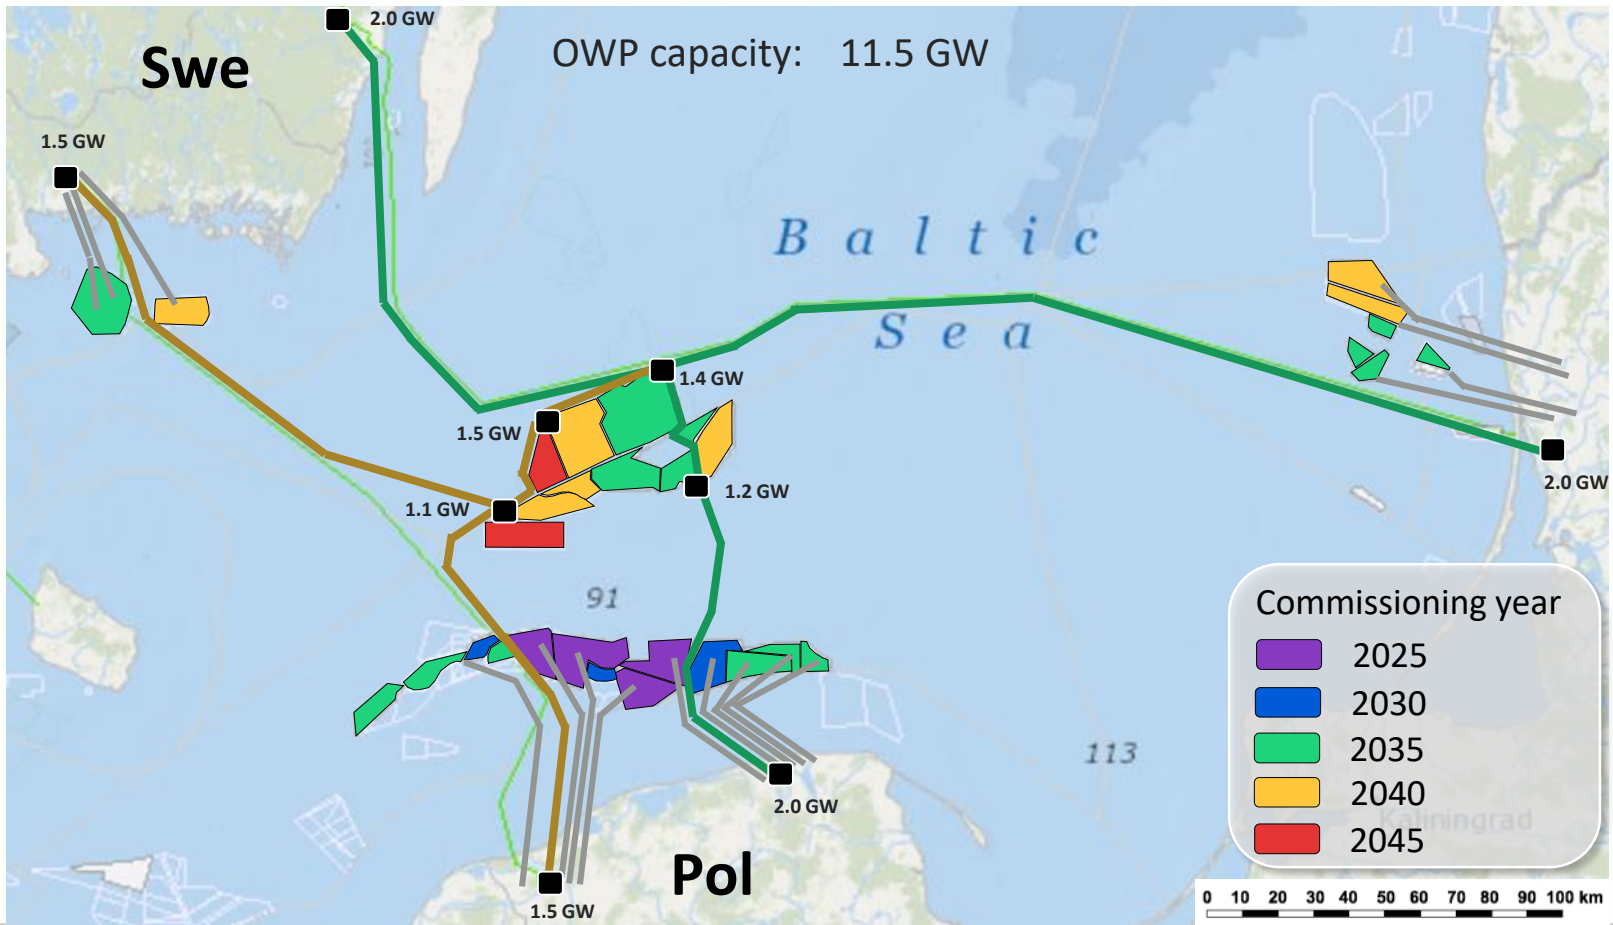 2.0 GW
Swe
OWP capacity: 11.5 GW
1.5 GW
Baltic
Sea
1.4 GW
1.5 GW
2.0 GW
1.2 GW
1.1 GW
91
Commissioning year
2025
2030
2035
2040
2045
113
2.0 GW
Kaliningrad
Pol
1.5 GW
0 10 20 30 40 50 60 70 80 90 100 km